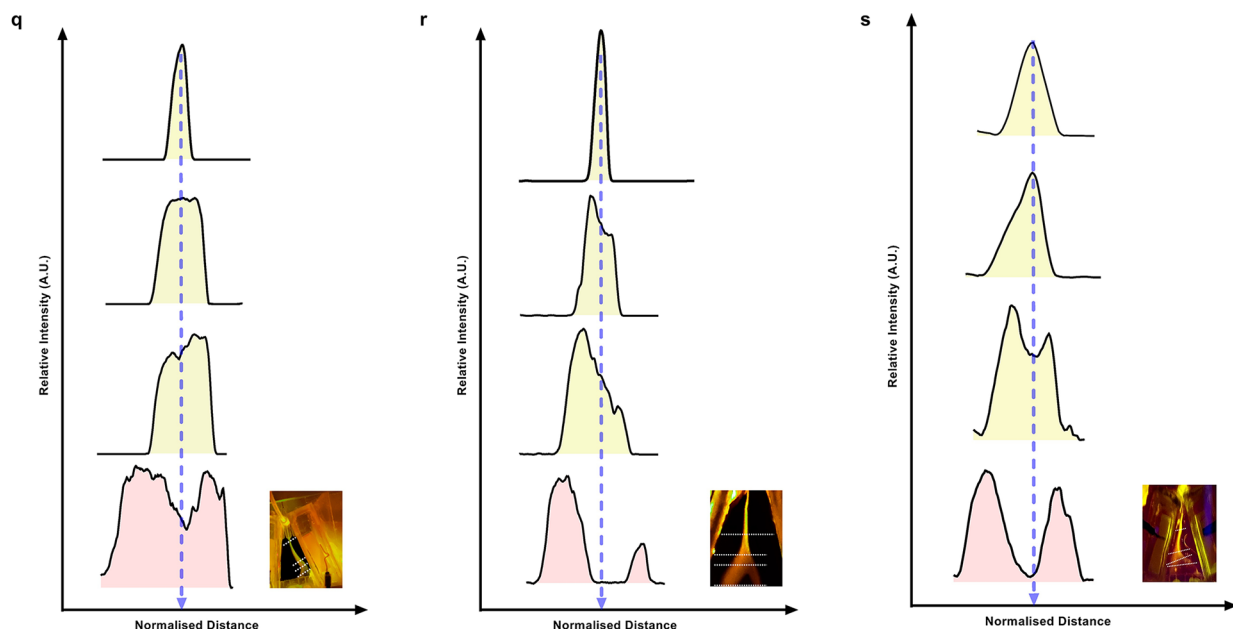 q
Relative Intensity (A.U.)
Normalised Distance
r
Relative Intensity (A.U.)
Normalised Distance
s
Relative Intensity (A.U.)
Normalised Distance